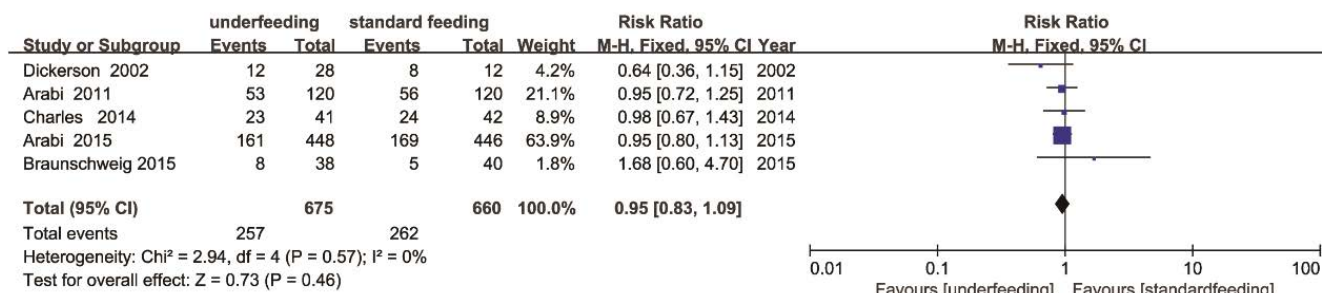 underfeeding standard feeding Risk Ratio Risk Ratio
Study or Subgroup Events Total Events Total Weight M-H, Fixed, 95% CI Year M-H, Fixed, 95% CI
Dickerson 2002 12 28 8 12 4.2% 0.64 [0.36, 1.15] 2002
Arabi 2011 53 120 56 120 21.1% 0.95 [0.72, 1.25] 2011
Charles 2014 23 41 24 42 8.9% 0.98 [0.67, 1.43] 2014
Arabi 2015 161 448 169 446 63.9% 0.95 [0.80, 1.13] 2015
Braunschweig 2015 8 38 5 40 1.8% 1.68 [0.60, 4.70] 2015
Total (95% CI) 675 660 100.0% 0.95 [0.83, 1.09]
Total events 257 262
Heterogeneity: Chi² = 2.94, df = 4 (P = 0.57); I² = 0%
Test for overall effect: Z = 0.73 (P = 0.46)
0.01 0.1 1 10 100
Favours [underfeeding] Favours [standardfeeding]